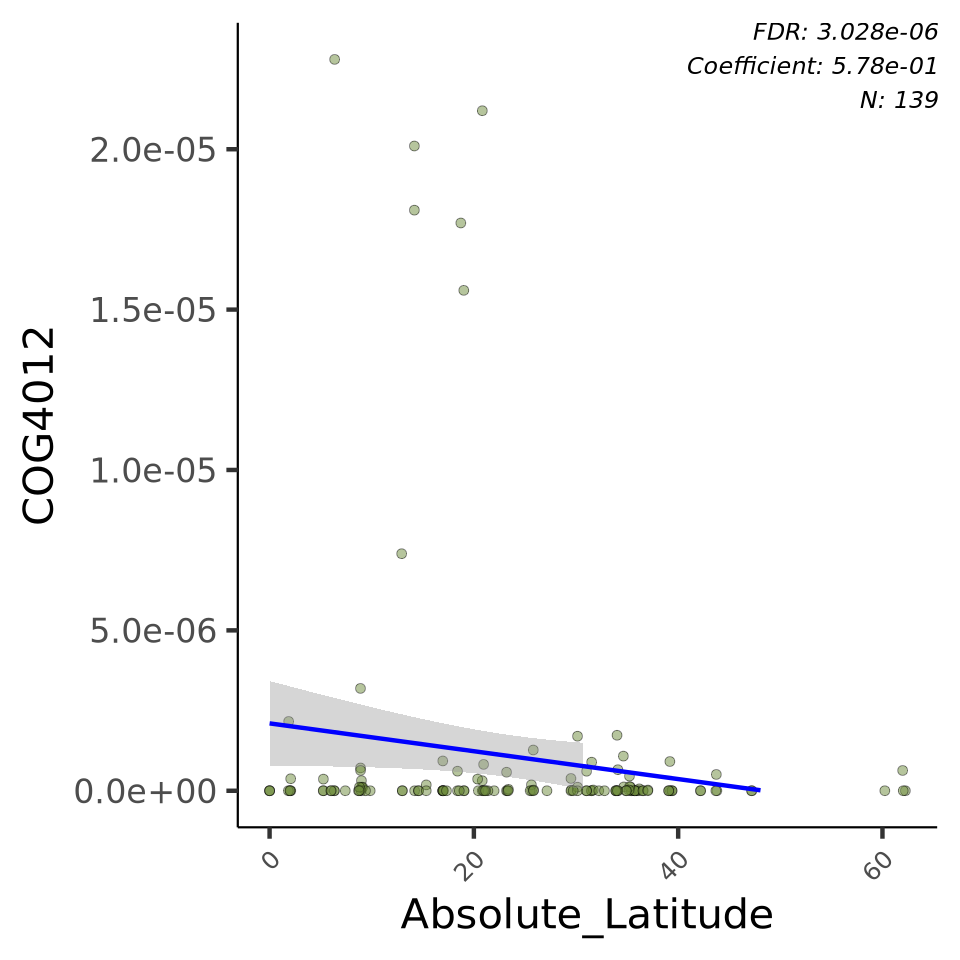 FDR: 3.028e-06
Coefficient: 5.78e-01
N: 139
2.0e-05
1.5e-05
1.0e-05
5.0e-06
0.0e+00
COG4012
0
20
40
60
Absolute_Latitude